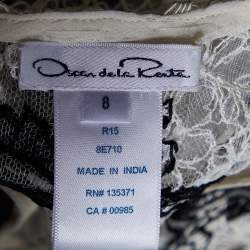 Oscar de la Renta
8
R15
8E710
MADE IN INDIA
RN# 135371
CA # 00985